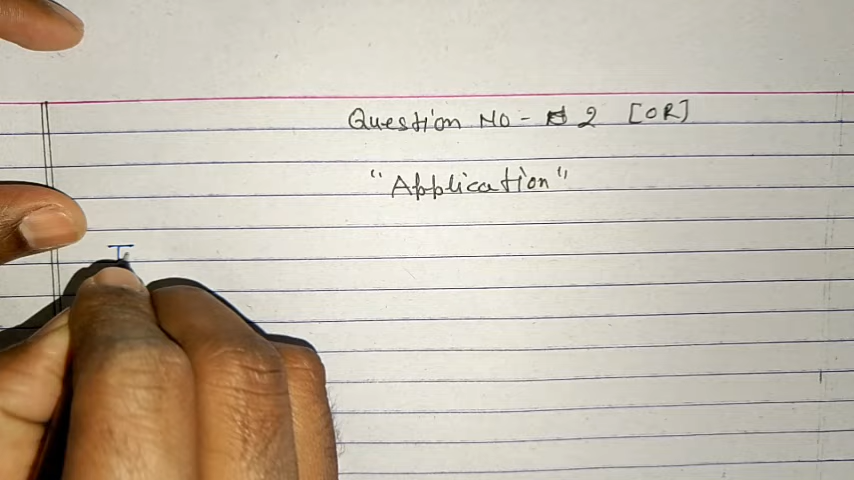 Question No - 2 [OR]
"Application"
T